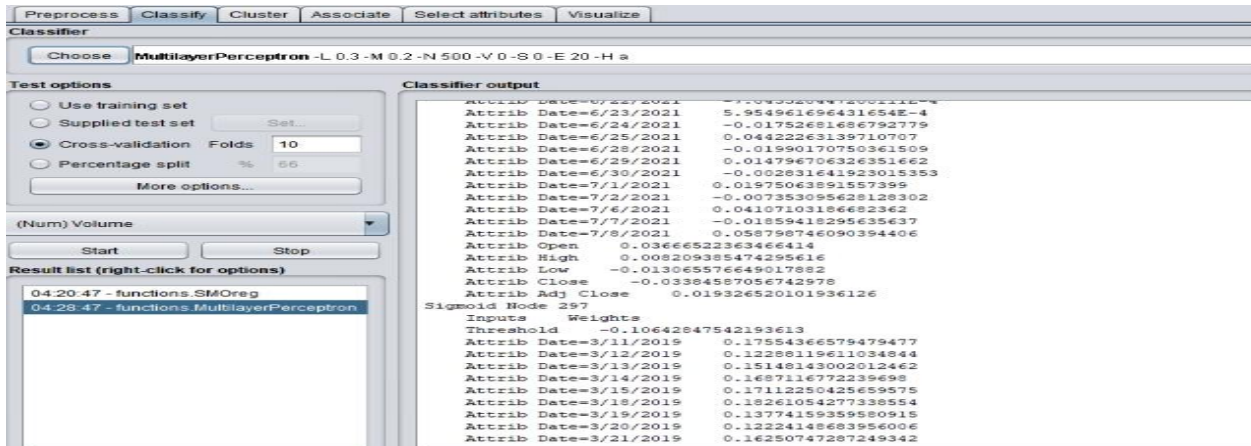 Preprocess Classify Cluster Associate Select attributes Visualize
Classifier
Choose MultilayerPerceptron -L 0.3 -M 0.2 -N 500 -V 0 -S 0 -E 20 -H a
Test options
Use training set
Supplied test set Set...
Cross-validation Folds 10
Percentage split % 66
More options...
(Num) Volume
Start Stop
Result list (right-click for options)
04:20:47 - functions.SMOreg
04:28:47 - functions.MultilayerPerceptron
Classifier output
Attrib Date=6/22/2021
Attrib Date=6/23/2021 5.954961696431654E-4
Attrib Date=6/24/2021 -0.01752681686792779
Attrib Date=6/25/2021 0.04422263139710707
Attrib Date=6/28/2021 -0.01990170750361509
Attrib Date=6/29/2021 0.014796706326351662
Attrib Date=6/30/2021 -0.002831641923015353
Attrib Date=7/1/2021 0.01975063891557399
Attrib Date=7/2/2021 -0.007353095628128302
Attrib Date=7/6/2021 0.04107103186682362
Attrib Date=7/7/2021 -0.01859418295635637
Attrib Date=7/8/2021 0.058798746090394406
Attrib Open 0.03666522363466414
Attrib High 0.008209385474295616
Attrib Low -0.013065576649017882
Attrib Close -0.03384587056742978
Attrib Adj Close 0.019326520101936126
Sigmoid Node 297
Inputs Weights
Threshold -0.10642847542193613
Attrib Date=3/11/2019 0.17554366579479477
Attrib Date=3/12/2019 0.12288119611034844
Attrib Date=3/13/2019 0.15148143002012462
Attrib Date=3/14/2019 0.1687116772239698
Attrib Date=3/15/2019 0.17112250425659575
Attrib Date=3/18/2019 0.18261054277338554
Attrib Date=3/19/2019 0.13774159359580915
Attrib Date=3/20/2019 0.12224148683956006
Attrib Date=3/21/2019 0.16250747287249342